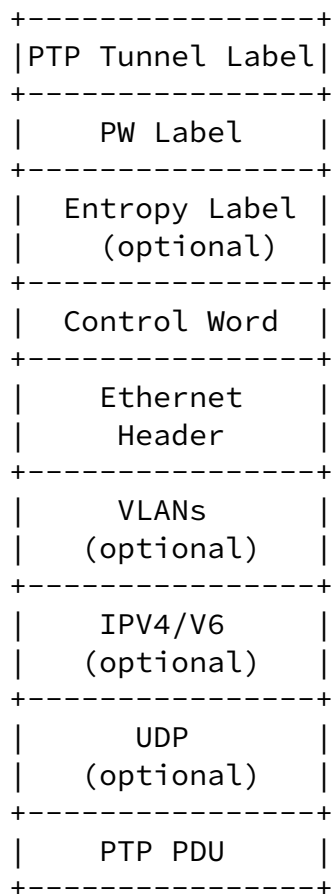 +----------------+
|PTP Tunnel Label|
+----------------+
|    PW Label    |
+----------------+
|  Entropy Label |
|    (optional)  |
+----------------+
|  Control Word  |
+----------------+
|    Ethernet    |
|     Header     |
+----------------+
|     VLANs      |
|   (optional)   |
+----------------+
|    IPV4/V6     |
|   (optional)   |
+----------------+
|      UDP       |
|   (optional)   |
+----------------+
|    PTP PDU     |
+----------------+